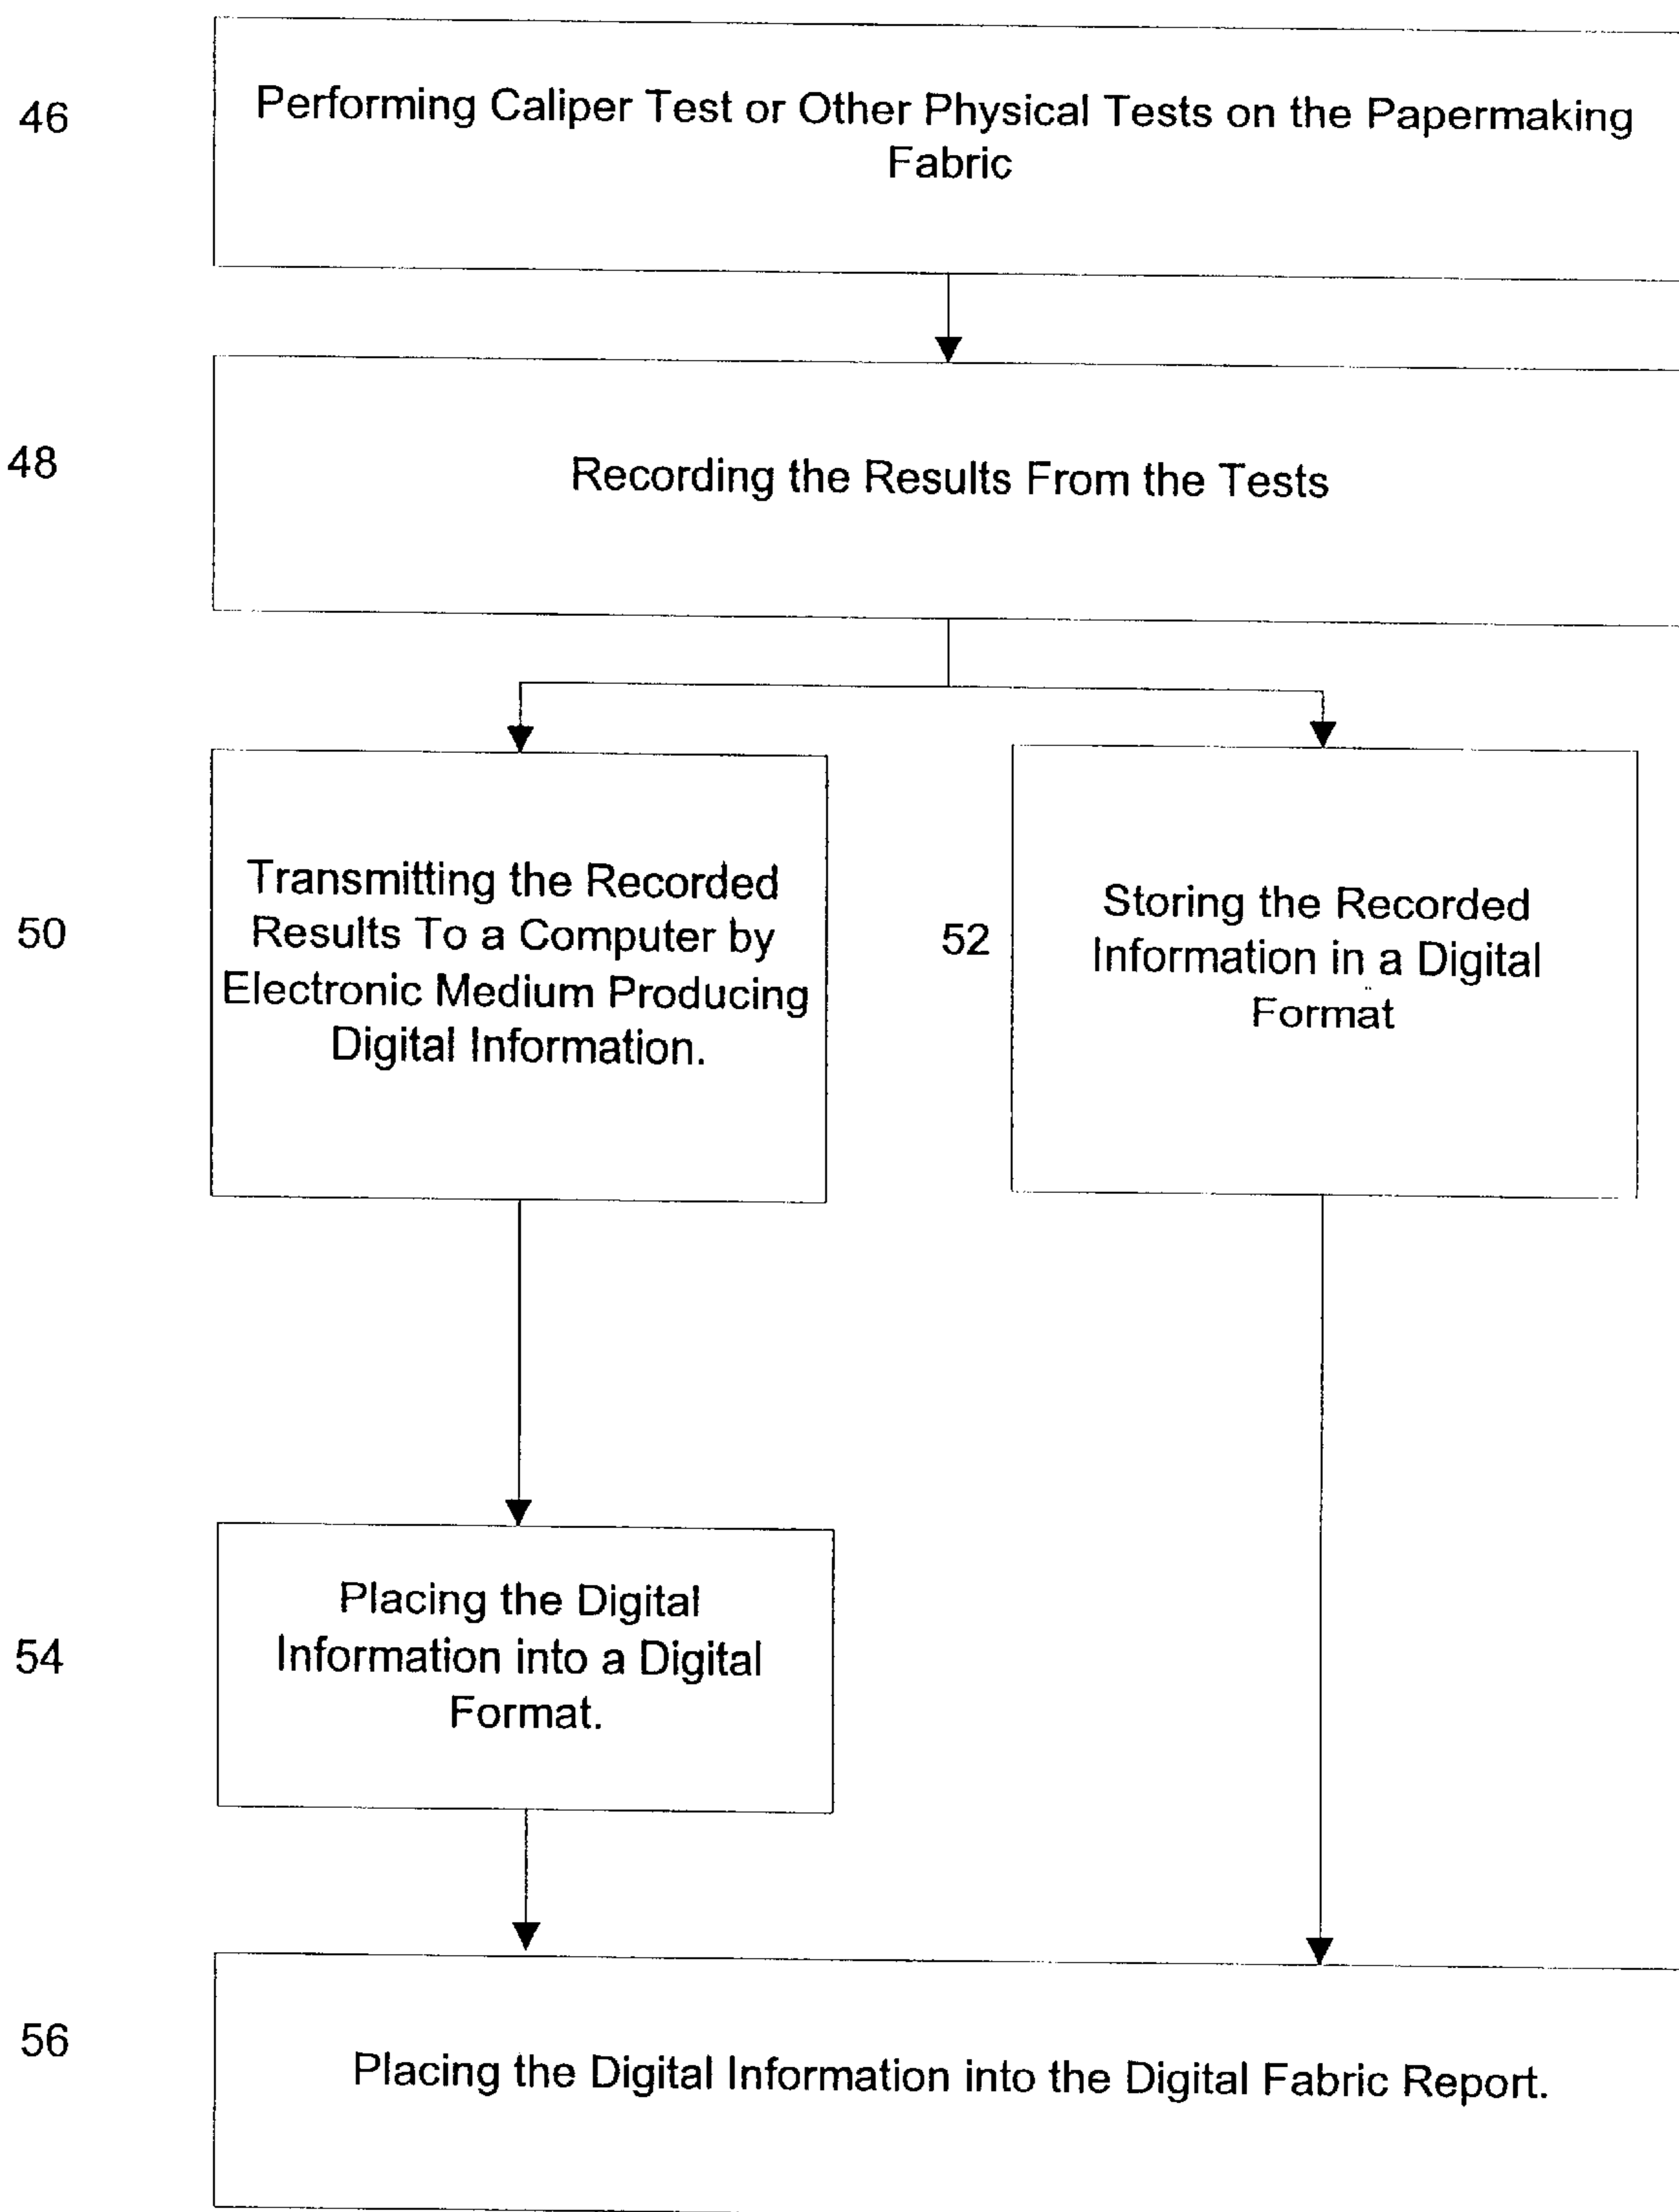 46
Performing Caliper Test or Other Physical Tests on the Papermaking
Fabric
48
Recording the Results From the Tests
50
Transmitting the Recorded
Results To a Computer by
Electronic Medium Producing
Digital Information.
52
Storing the Recorded
Information in a Digital
Format
54
Placing the Digital
Information into a Digital
Format.
56
Placing the Digital Information into the Digital Fabric Report.